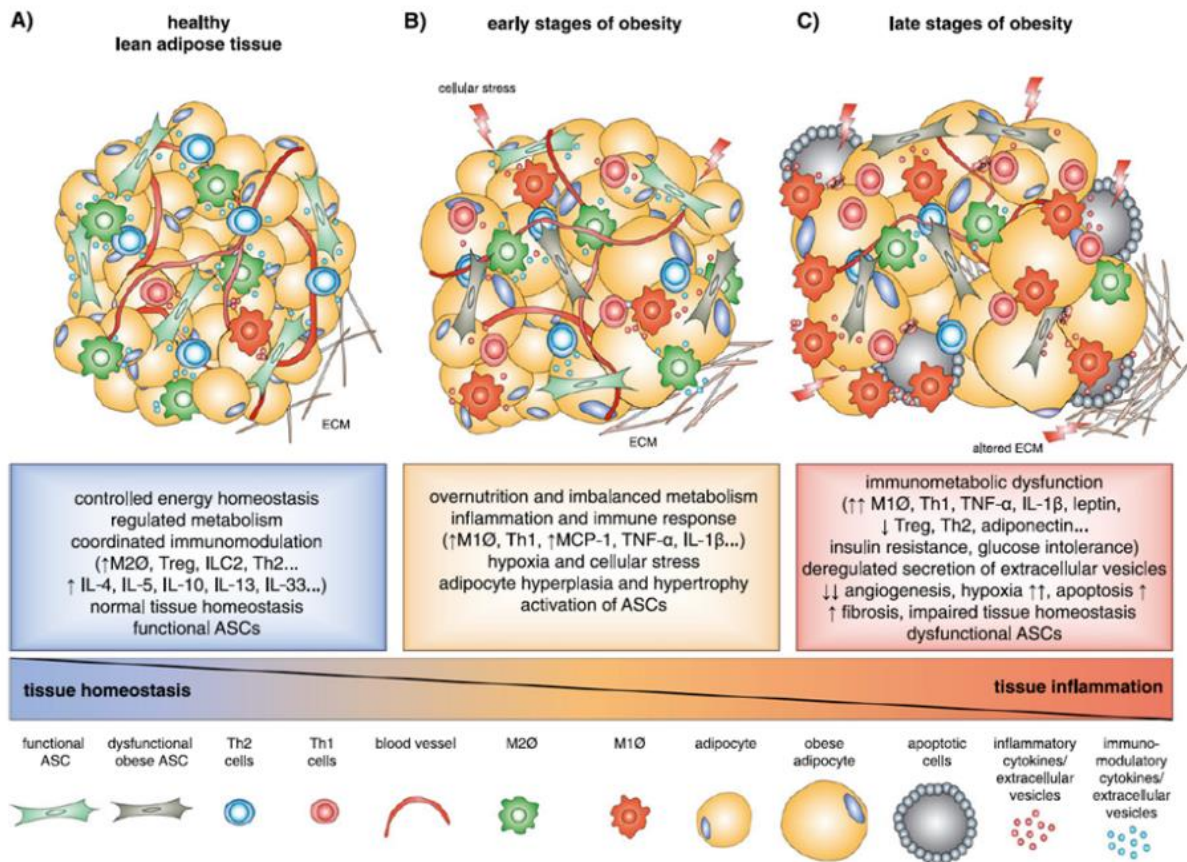 A)
healthy
lean adipose tissue
B)
early stages of obesity
C)
late stages of obesity
cellular stress
ECM
ECM
altered ECM
controlled energy homeostasis
regulated metabolism
coordinated immunomodulation
(↑M2Ø, Treg, ILC2, Th2...
↑ IL-4, IL-5, IL-10, IL-13, IL-33...)
normal tissue homeostasis
functional ASCs
overnutrition and imbalanced metabolism
inflammation and immune response
(↑M1Ø, Th1, ↑MCP-1, TNF-α, IL-1β...)
hypoxia and cellular stress
adipocyte hyperplasia and hypertrophy
activation of ASCs
immunometabolic dysfunction
(↑↑ M1Ø, Th1, TNF-α, IL-1β, leptin,
↓ Treg, Th2, adiponectin...
insulin resistance, glucose intolerance)
deregulated secretion of extracellular vesicles
↓↓ angiogenesis, hypoxia ↑↑, apoptosis ↑
↑ fibrosis, impaired tissue homeostasis
dysfunctional ASCs
tissue homeostasis
tissue inflammation
functional
ASC
dysfunctional
obese ASC
Th2
cells
Th1
cells
blood vessel
M2Ø
M1Ø
adipocyte
obese
adipocyte
apoptotic
cells
inflammatory
cytokines/
extracellular
vesicles
immuno-
modulatory
cytokines/
extracellular
vesicles